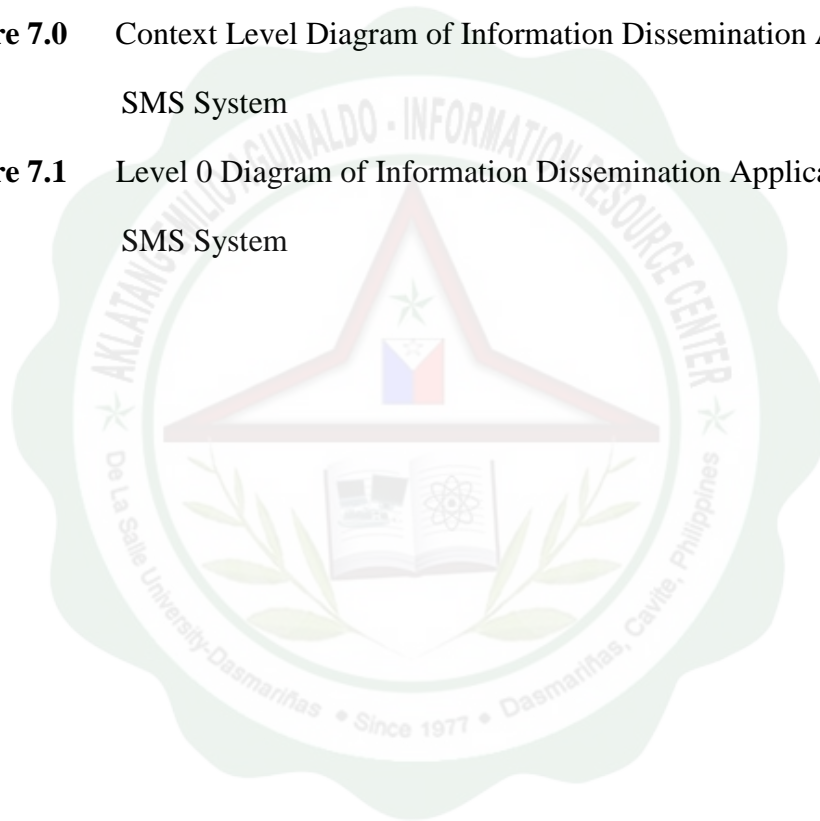 re 7.0 Context Level Diagram of Information Dissemination A
SMS System
re 7.1 Level 0 Diagram of Information Dissemination Applica
SMS System
AKLATANG EMILIO AGUINALDO - INFORMATION RESOURCE CENTER
De La Salle University-Dasmariñas • Since 1977 • Dasmariñas, Cavite, Philippines